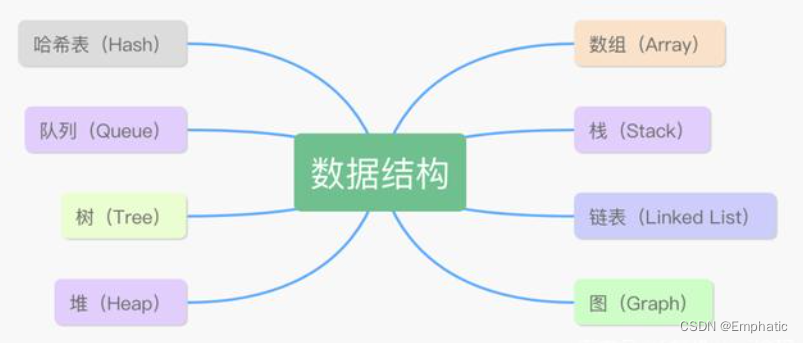 哈希表（Hash）
数组（Array）
队列（Queue）
栈（Stack）
数据结构
树（Tree）
链表（Linked List）
堆（Heap）
图（Graph）
CSDN @Emphatic